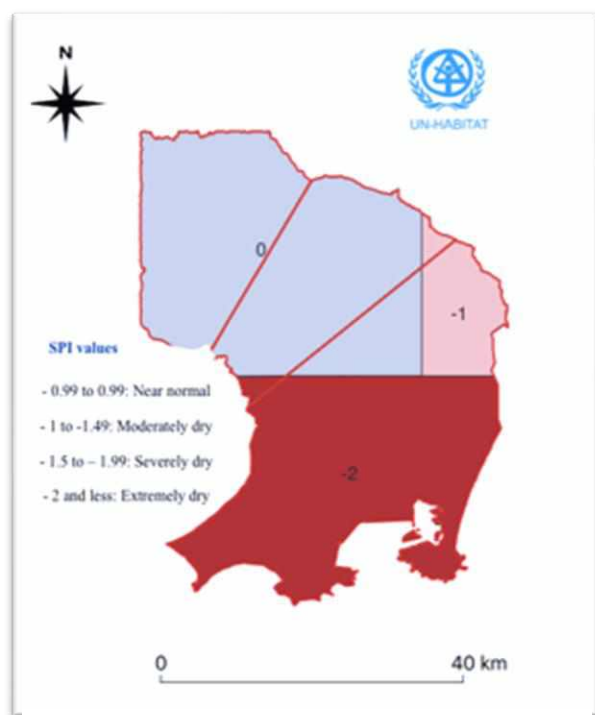 N
UN-HABITAT
0
-1
SPI values
- 0.99 to 0.99: Near normal
- 1 to -1.49: Moderately dry
- 1.5 to – 1.99: Severely dry
- 2 and less: Extremely dry
-2
0 40 km